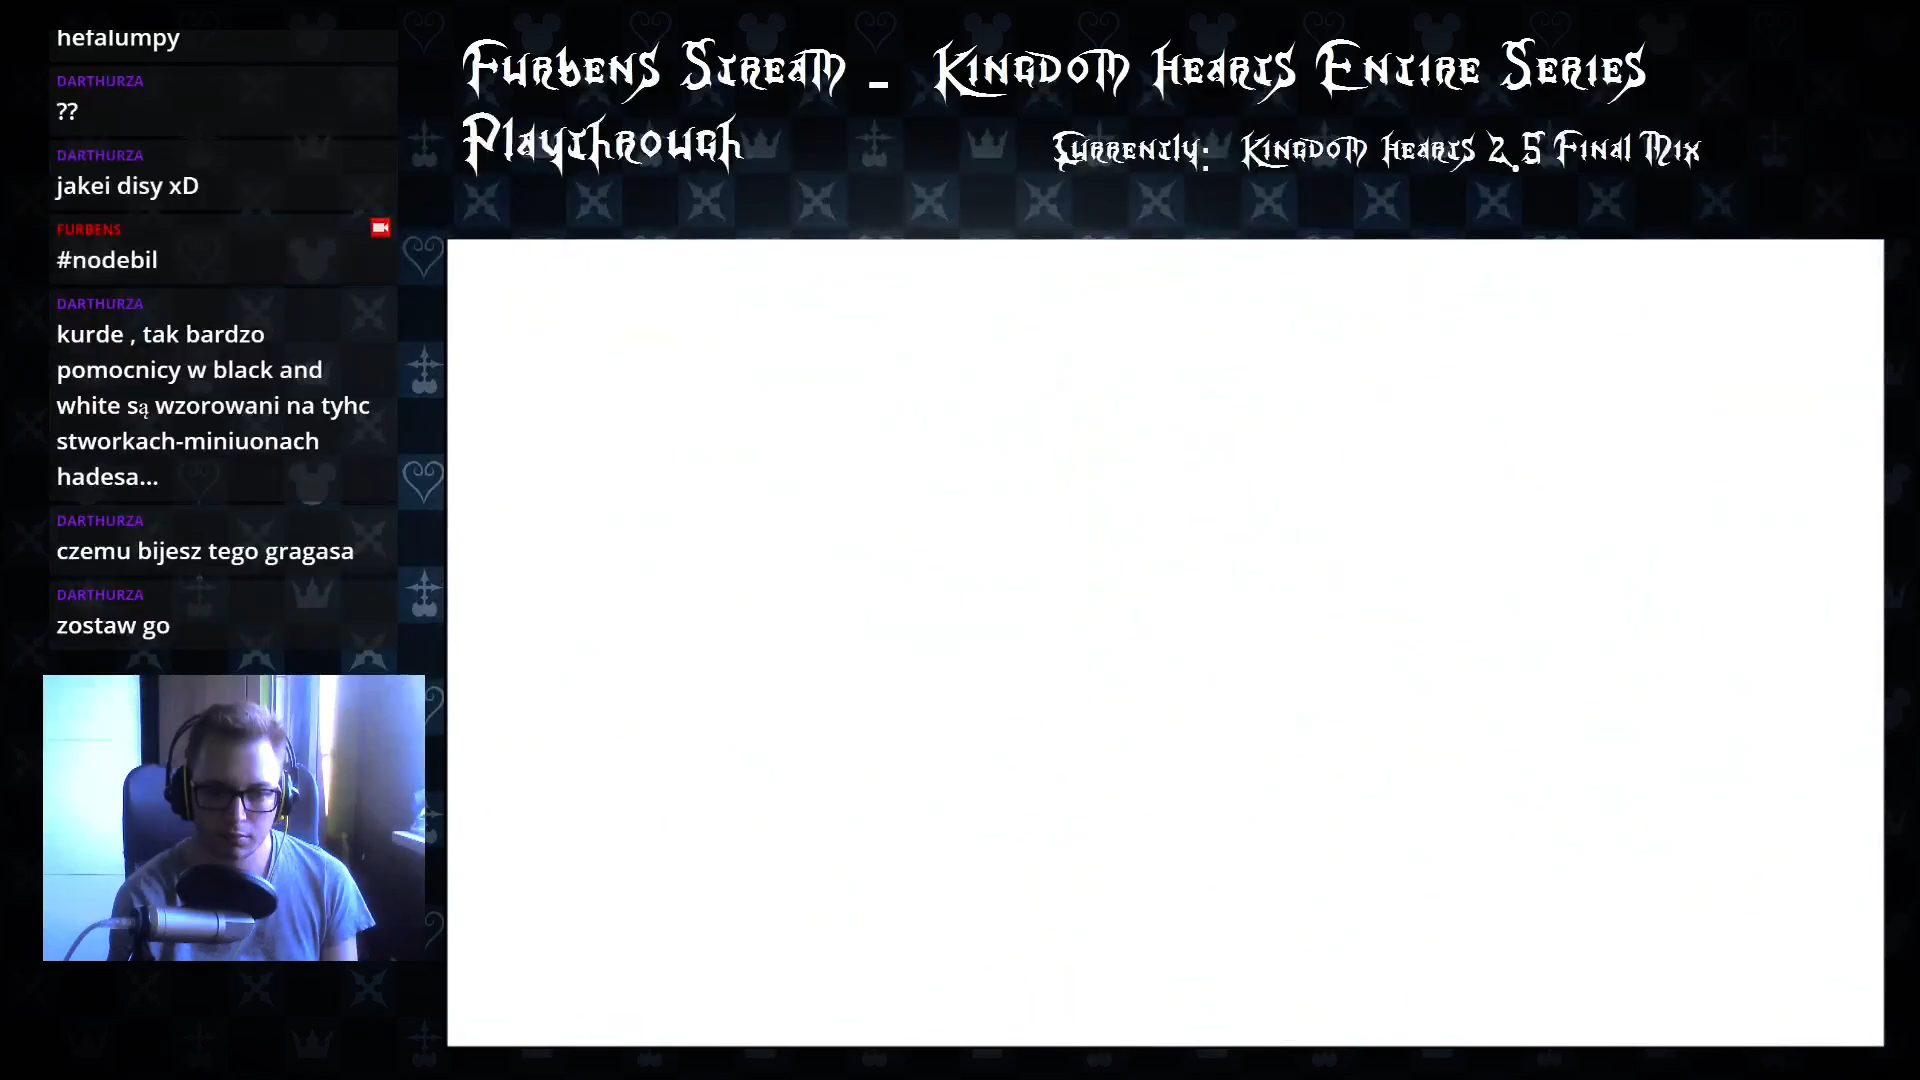 hefalumpy
DARTHURZA
??
DARTHURZA
jakei disy xD
FURBENS
#nodebil
DARTHURZA
kurde , tak bardzo
pomocnicy w black and
white są wzorowani na tyhc
stworkach-miniuonach
hadesa...
DARTHURZA
czemu bijesz tego gragasa
DARTHURZA
zostaw go
Furbens Stream - Kingdom Hearts Entire Series
Playthrough
Currently: Kingdom Hearts 2.5 Final Mix